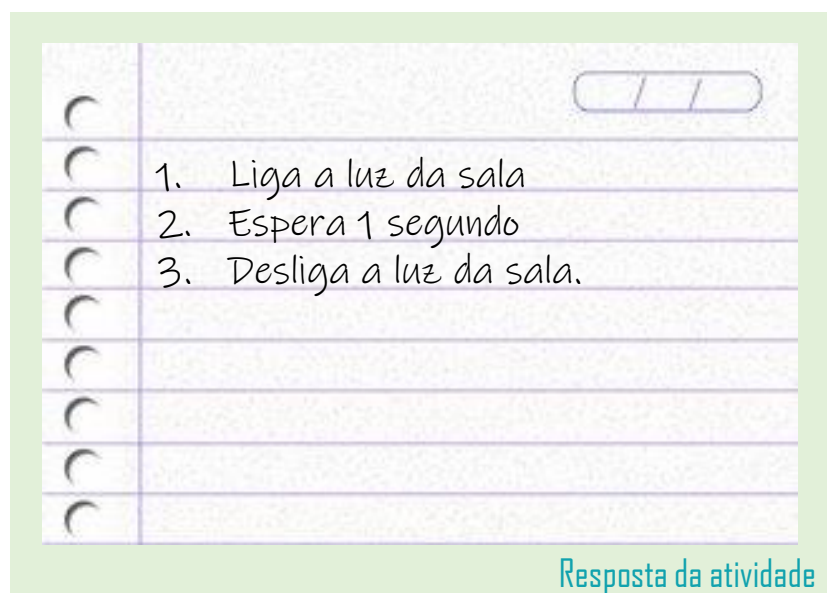 / /
1. Liga a luz da sala
2. Espera 1 segundo
3. Desliga a luz da sala.
Resposta da atividade